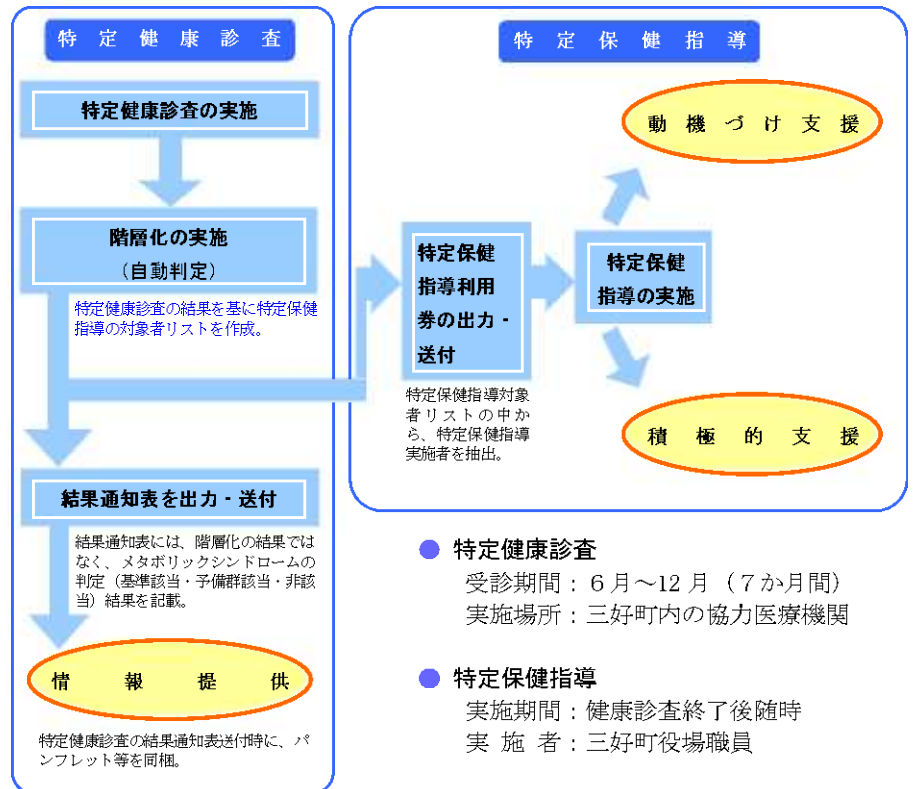 特定健康診査
特定健康診査の実施
階層化の実施
（自動判定）
特定健康診査の結果を基に特定保健
指導の対象者リストを作成。
結果通知表を出力・送付
結果通知表には、階層化の結果では
なく、メタボリックシンドロームの
判定（基準該当・予備群該当・非該
当）結果を記載。
情報提供
特定健康診査の結果通知表送付時に、パ
ンフレット等を同梱。
特定保健指導
特定保健
指導利用
券の出力・
送付
特定保健指導対象
者リストの中か
ら、特定保健指導
実施者を抽出。
特定保健
指導の実施
動機づけ支援
積極的支援
● 特定健康診査
受診期間：６月～12月（７か月間）
実施場所：三好町内の協力医療機関
● 特定保健指導
実施期間：健康診査終了後随時
実施者：三好町役場職員